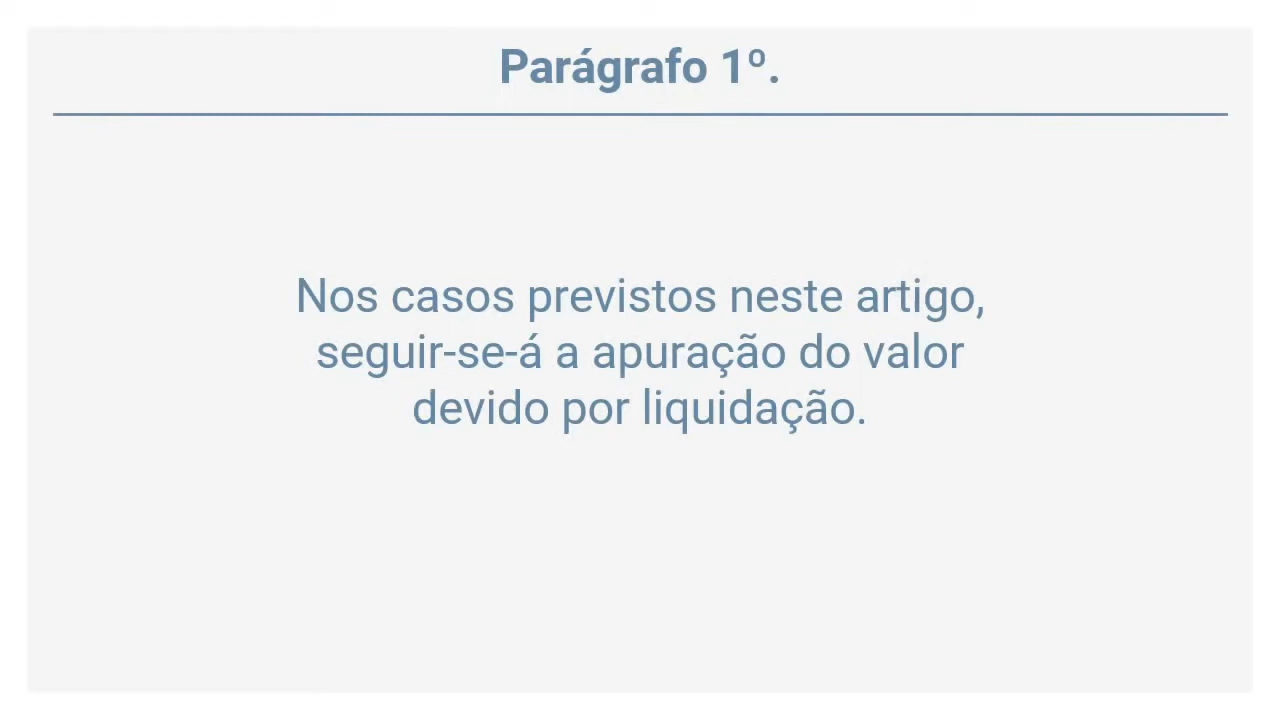 Parágrafo 1º.
Nos casos previstos neste artigo,
seguir-se-á a apuração do valor
devido por liquidação.